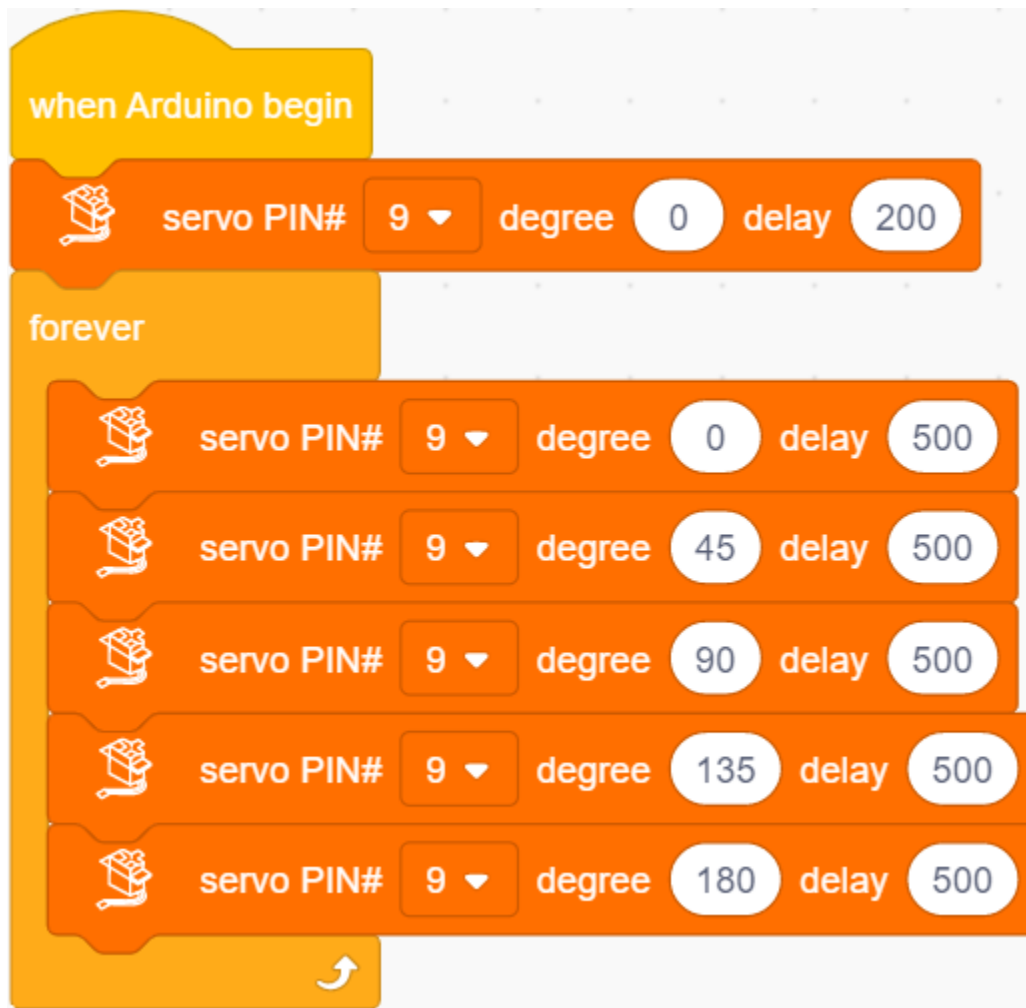 when Arduino begin
servo PIN# 9 degree 0 delay 200
forever
servo PIN# 9 degree 0 delay 500
servo PIN# 9 degree 45 delay 500
servo PIN# 9 degree 90 delay 500
servo PIN# 9 degree 135 delay 500
servo PIN# 9 degree 180 delay 500